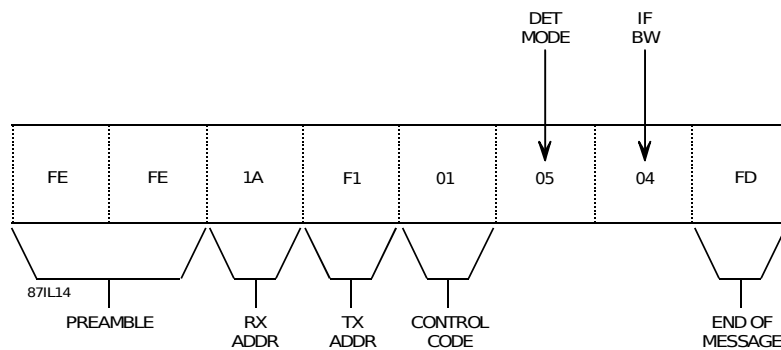 DET
MODE
IF
BW
FE FE 1A F1 01 05 04 FD
87IL14
PREAMBLE
RX
ADDR
TX
ADDR
CONTROL
CODE
END OF
MESSAGE